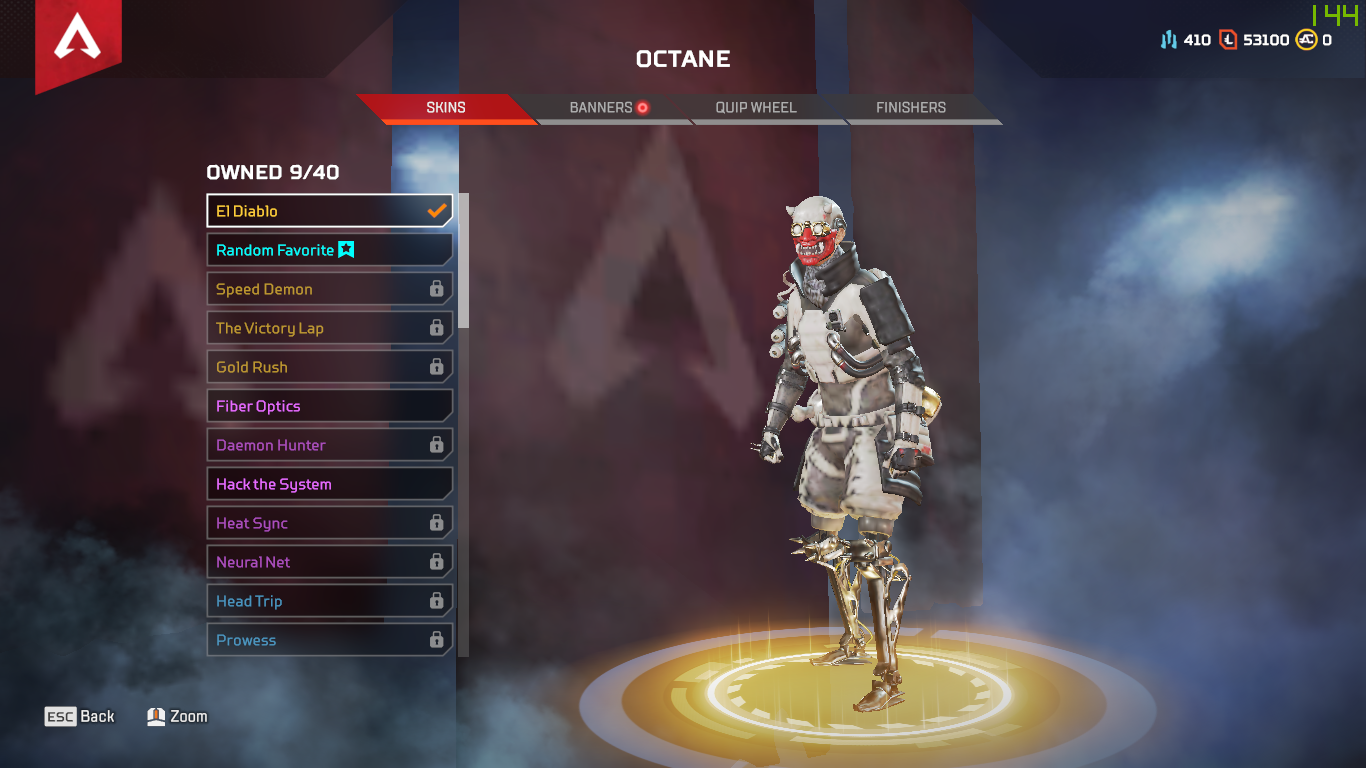 144
410 53100 0
OCTANE
SKINS BANNERS QUIP WHEEL FINISHERS
OWNED 9/40
El Diablo
Random Favorite
Speed Demon
The Victory Lap
Gold Rush
Fiber Optics
Daemon Hunter
Hack the System
Heat Sync
Neural Net
Head Trip
Prowess
ESC Back Zoom